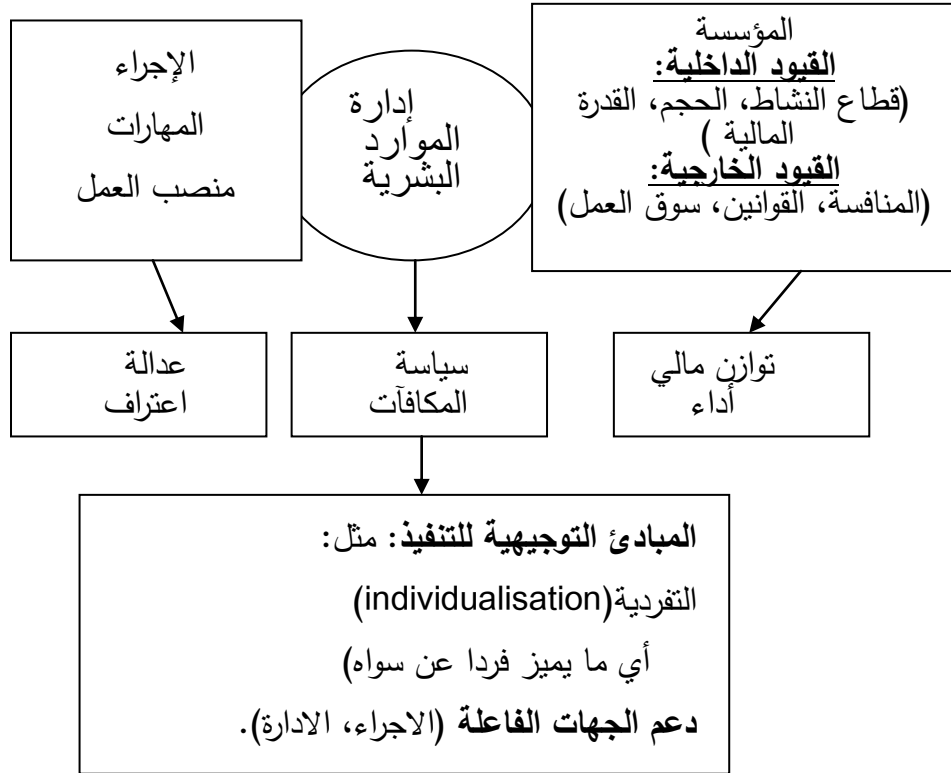 المؤسسة
القيود الداخلية:
(قطاع النشاط، الحجم، القدرة
المالية )
القيود الخارجية:
(المنافسة، القوانين، سوق العمل)
إدارة
الموارد
البشرية
الإجراء
المهارات
منصب العمل
توازن مالي
أداء
سياسة
المكافآت
عدالة
اعتراف
المبادئ التوجيهية للتنفيذ: مثل:
التفردية(individualisation)
أي ما يميز فردا عن سواه)
دعم الجهات الفاعلة (الاجراء، الادارة).